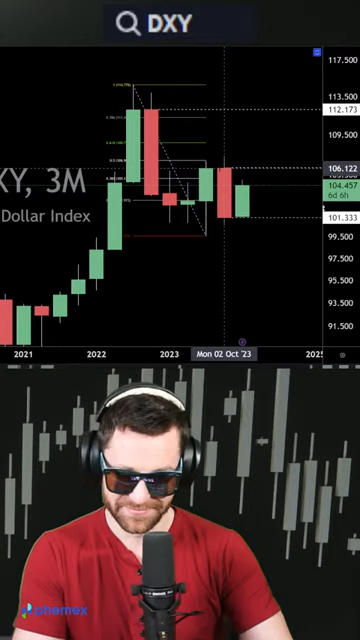 DXY
117.500
113.500
112.173
109.500
XY, 3M
106.122
104.457
6d 6h
Dollar Index
101.333
99.500
97.500
95.500
93.500
91.500
2021
2022
2023
Mon 02 Oct '23
2025
phemex